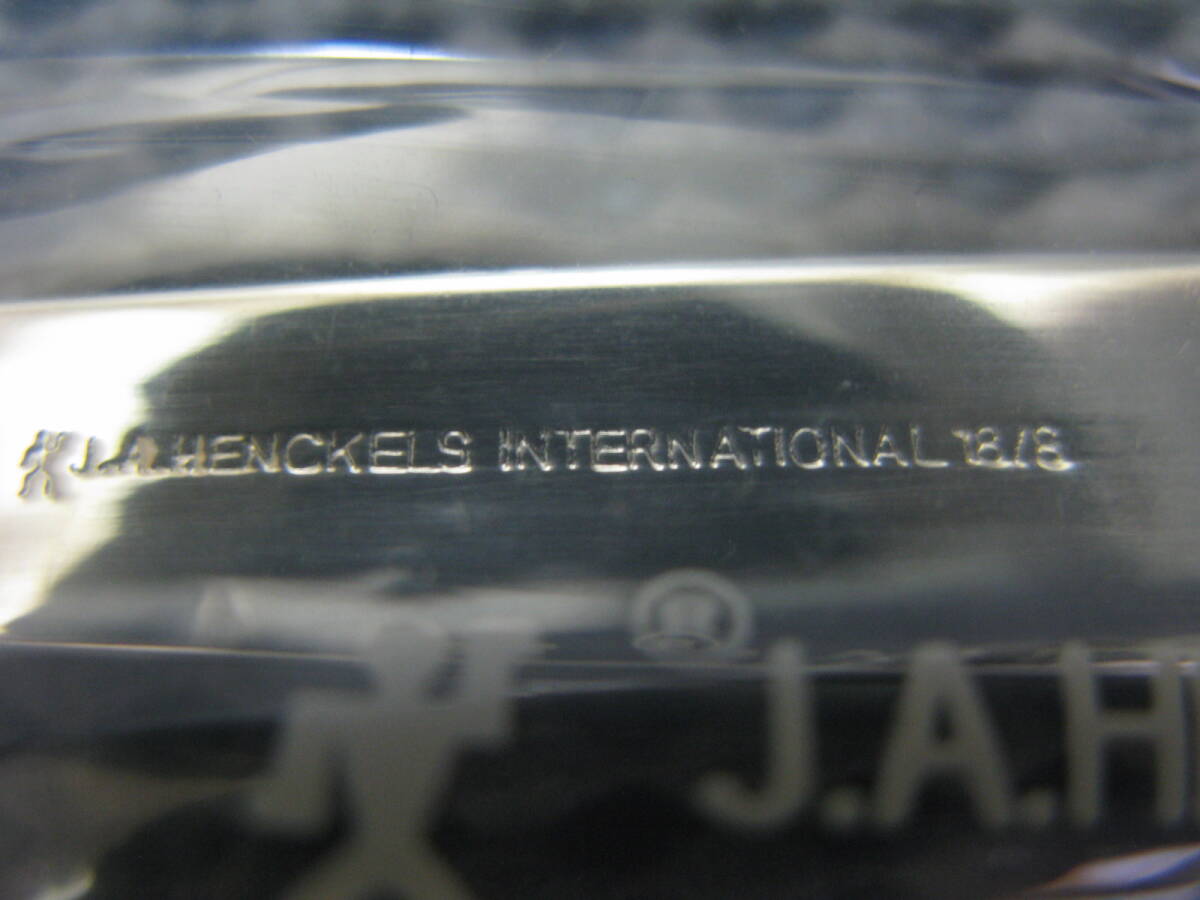 J.A.HENCKELS INTERNATIONAL 18/8
®
J.A.H